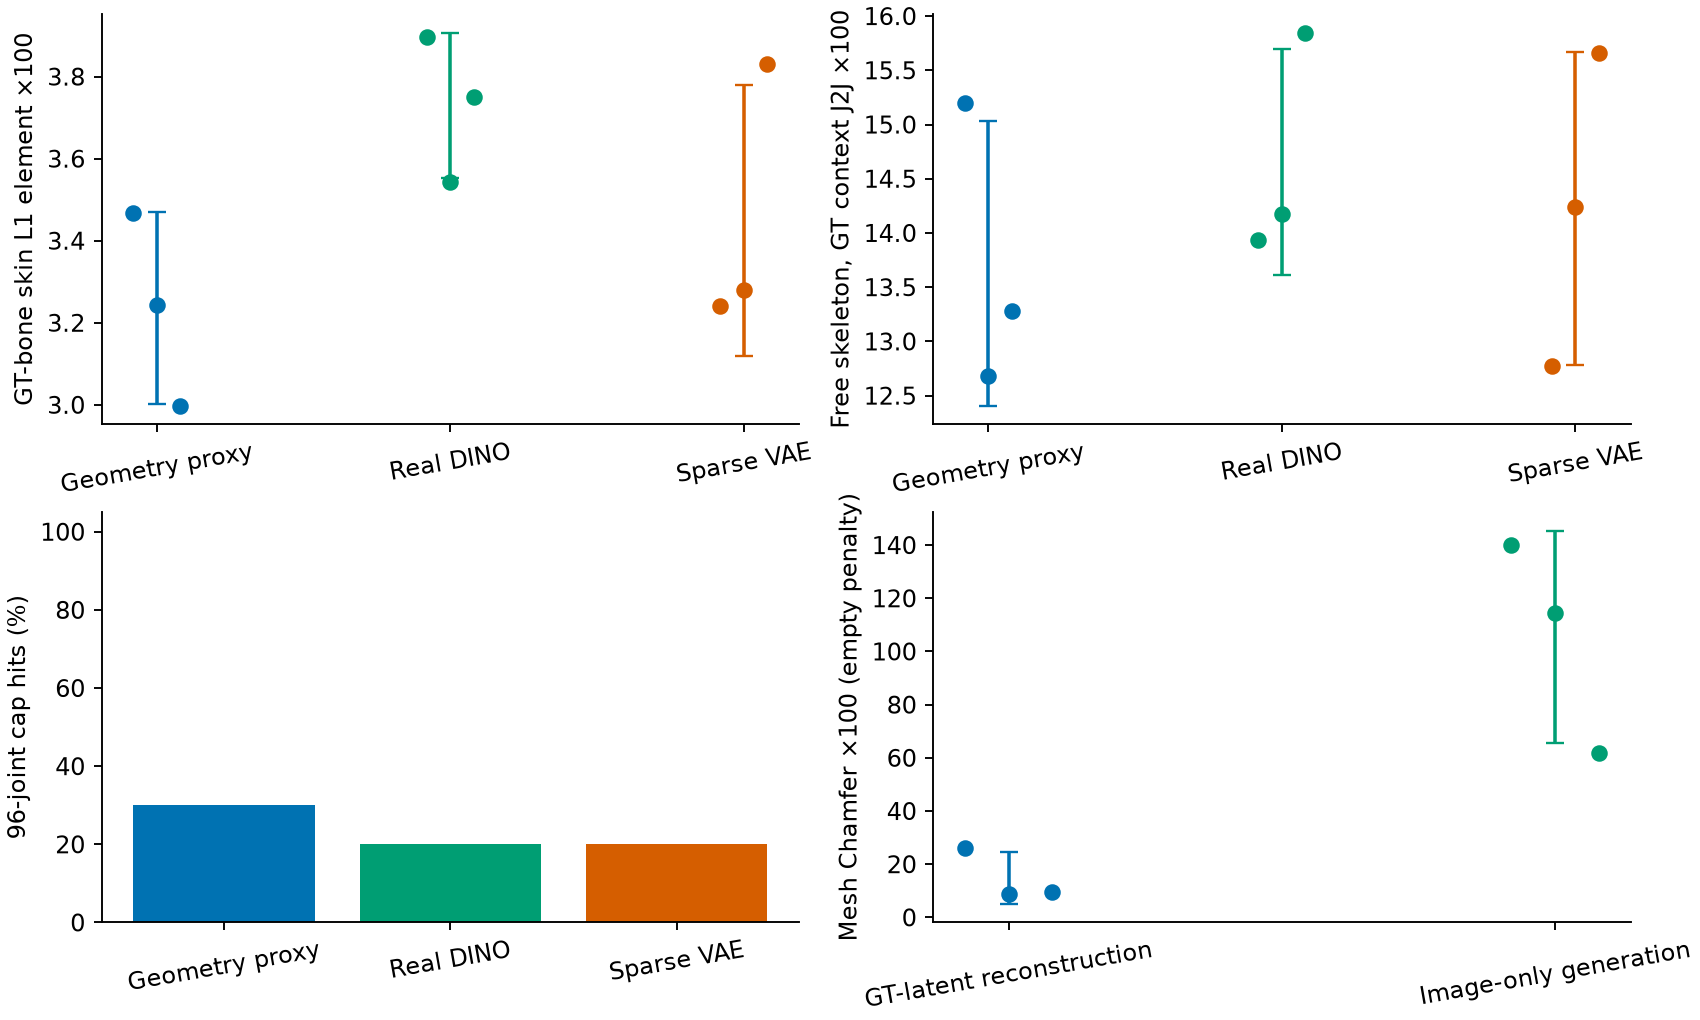 GT-bone skin L1 element ×100
3.8
3.6
3.4
3.2
3.0
Geometry proxy
Real DINO
Sparse VAE
Free skeleton, GT context J2J ×100
16.0
15.5
15.0
14.5
14.0
13.5
13.0
12.5
Geometry proxy
Real DINO
Sparse VAE
96-joint cap hits (%)
100
80
60
40
20
0
Geometry proxy
Real DINO
Sparse VAE
Mesh Chamfer ×100 (empty penalty)
140
120
100
80
60
40
20
0
GT-latent reconstruction
Image-only generation